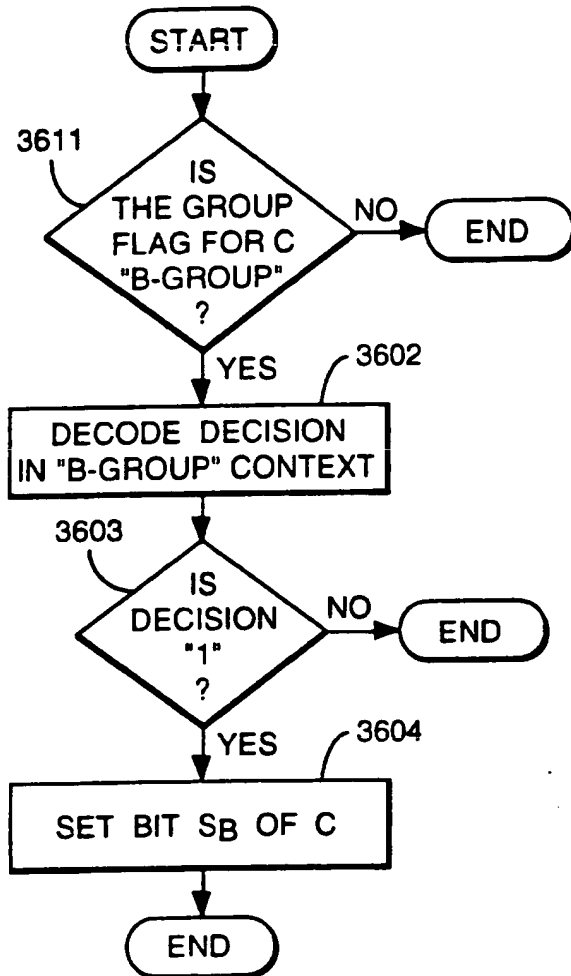 START
3611
IS
THE GROUP
FLAG FOR C
"B-GROUP"
?
NO
END
YES
3602
DECODE DECISION
IN "B-GROUP" CONTEXT
3603
IS
DECISION
"1"
?
NO
END
YES
3604
SET BIT SB OF C
END